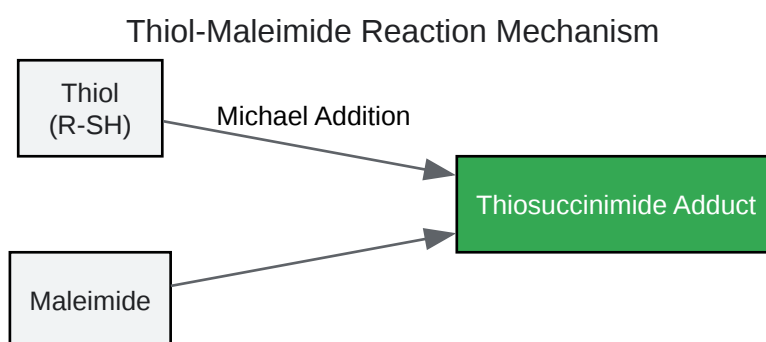 Thiol-Maleimide Reaction Mechanism
Thiol
(R-SH)
Michael Addition
Thiosuccinimide Adduct
Maleimide